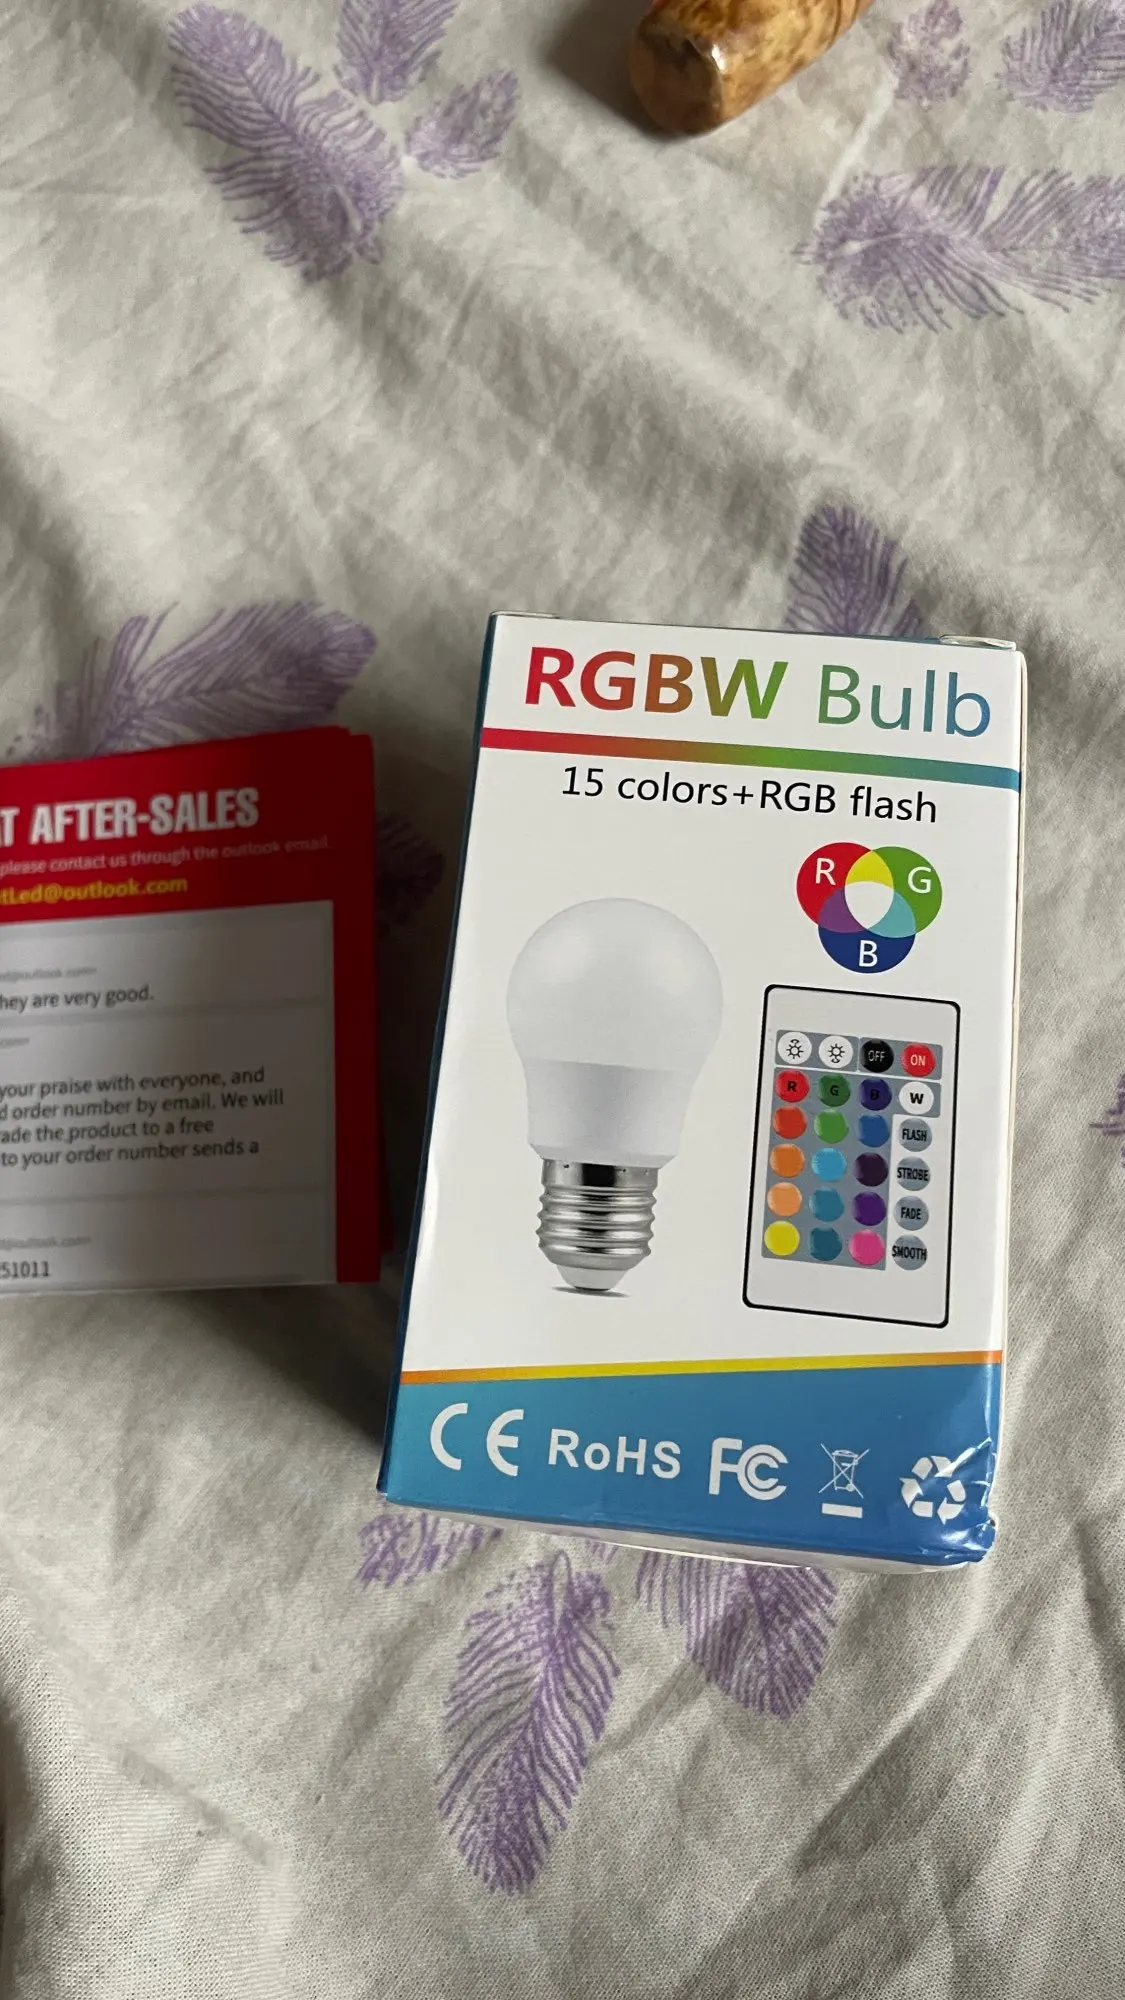 RGBW Bulb
15 colors+RGB flash
R
G
B
OFF
ON
R
G
B
W
FLASH
STROBE
FADE
SMOOTH
CE RoHS FC
AFTER-SALES
please contact us through the outlook email
tLed@outlook.com
hey are very good.
your praise with everyone, and
order number by email. We will
ade the product to a free
to your order number sends a
51011